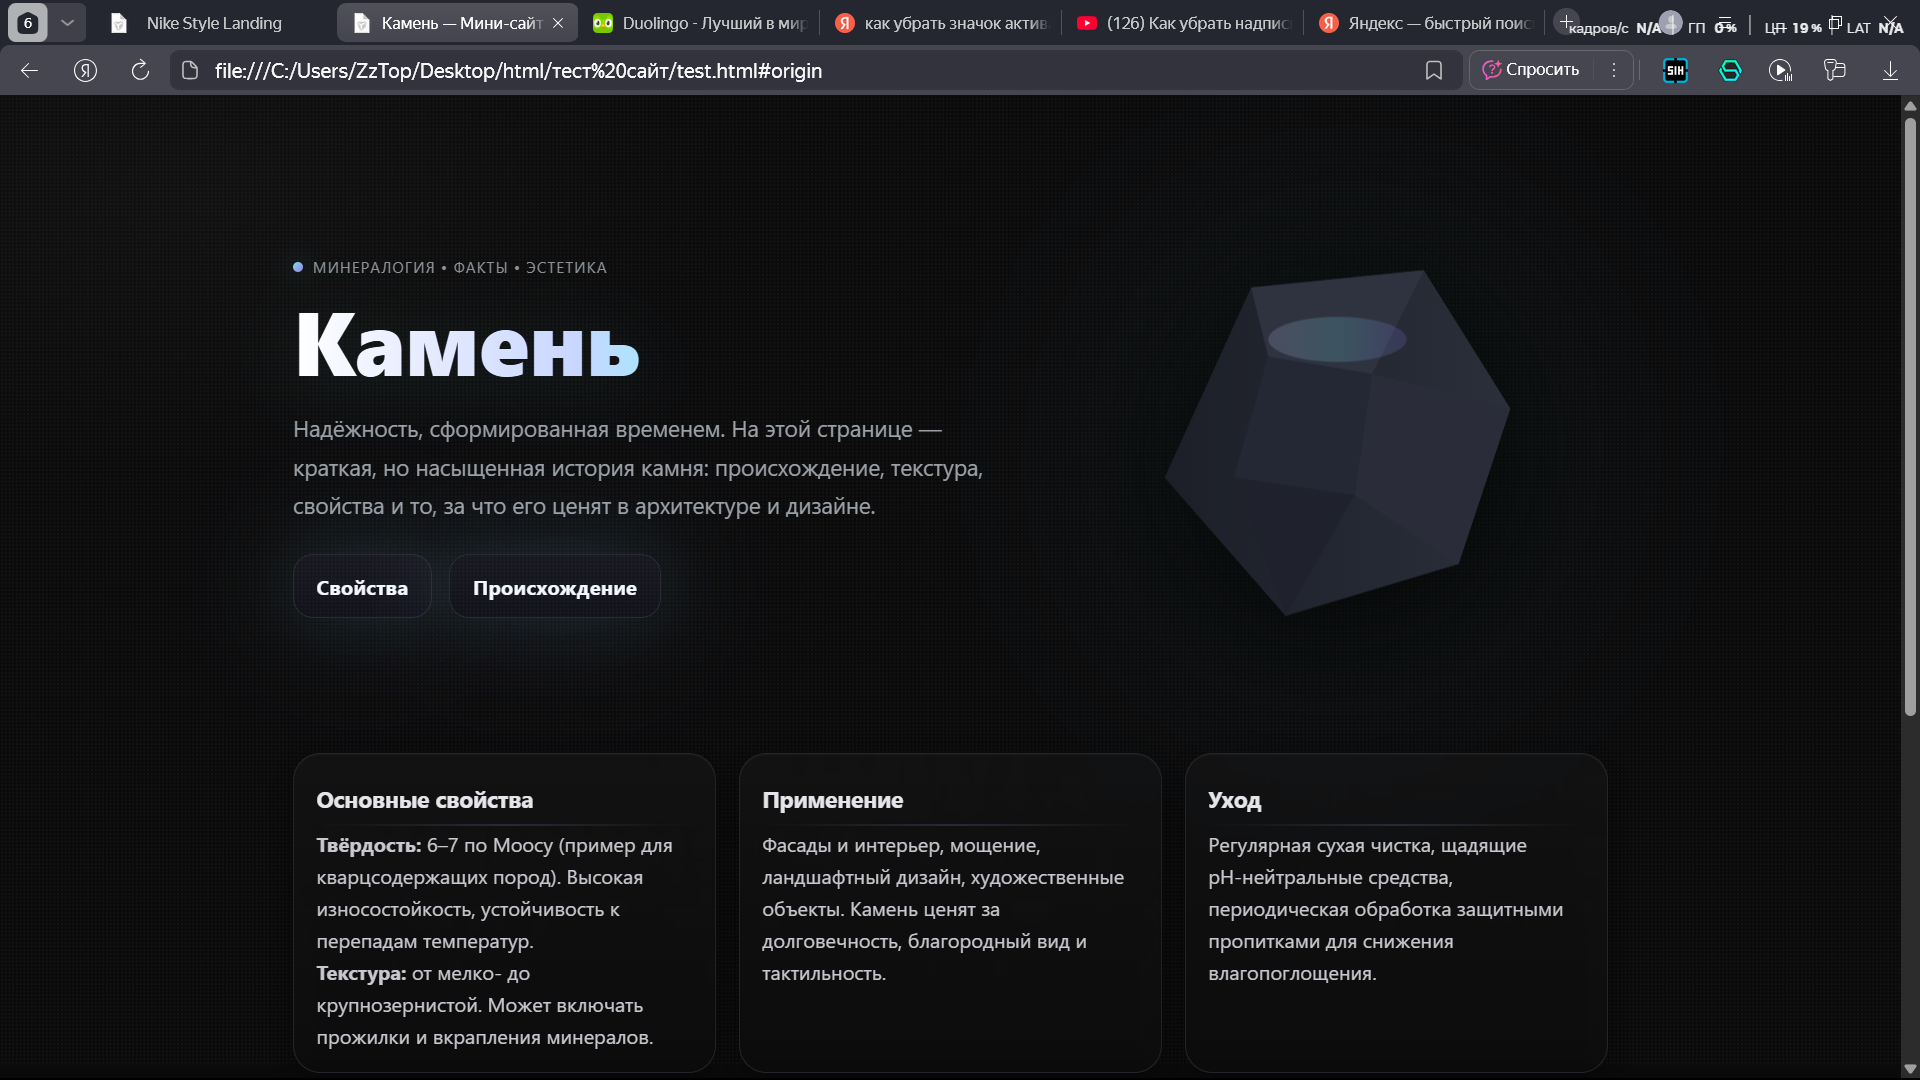 6
Nike Style Landing
Камень — Мини-сайт
Duolingo - Лучший в мир
Я
как убрать значок актив
(126) Как убрать надпис
Я
Яндекс — быстрый поис
кадров/с N/A ГП 0% | ЦП 19% LAT N/A
Я
file:///C:/Users/ZzTop/Desktop/html/тест%20сайт/test.html#origin
Спросить
SIH
МИНЕРАЛОГИЯ • ФАКТЫ • ЭСТЕТИКА
Камень
Надёжность, сформированная временем. На этой странице —
краткая, но насыщенная история камня: происхождение, текстура,
свойства и то, за что его ценят в архитектуре и дизайне.
Свойства
Происхождение
Основные свойства
Твёрдость: 6–7 по Моосу (пример для
кварцсодержащих пород). Высокая
износостойкость, устойчивость к
перепадам температур.
Текстура: от мелко- до
крупнозернистой. Может включать
прожилки и вкрапления минералов.
Применение
Фасады и интерьер, мощение,
ландшафтный дизайн, художественные
объекты. Камень ценят за
долговечность, благородный вид и
тактильность.
Уход
Регулярная сухая чистка, щадящие
pH-нейтральные средства,
периодическая обработка защитными
пропитками для снижения
влагопоглощения.